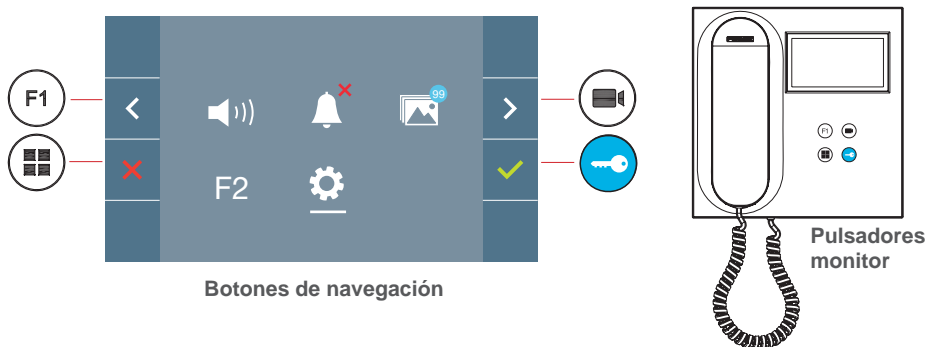 F1
99
F2
Botones de navegación
F1
Pulsadores
monitor